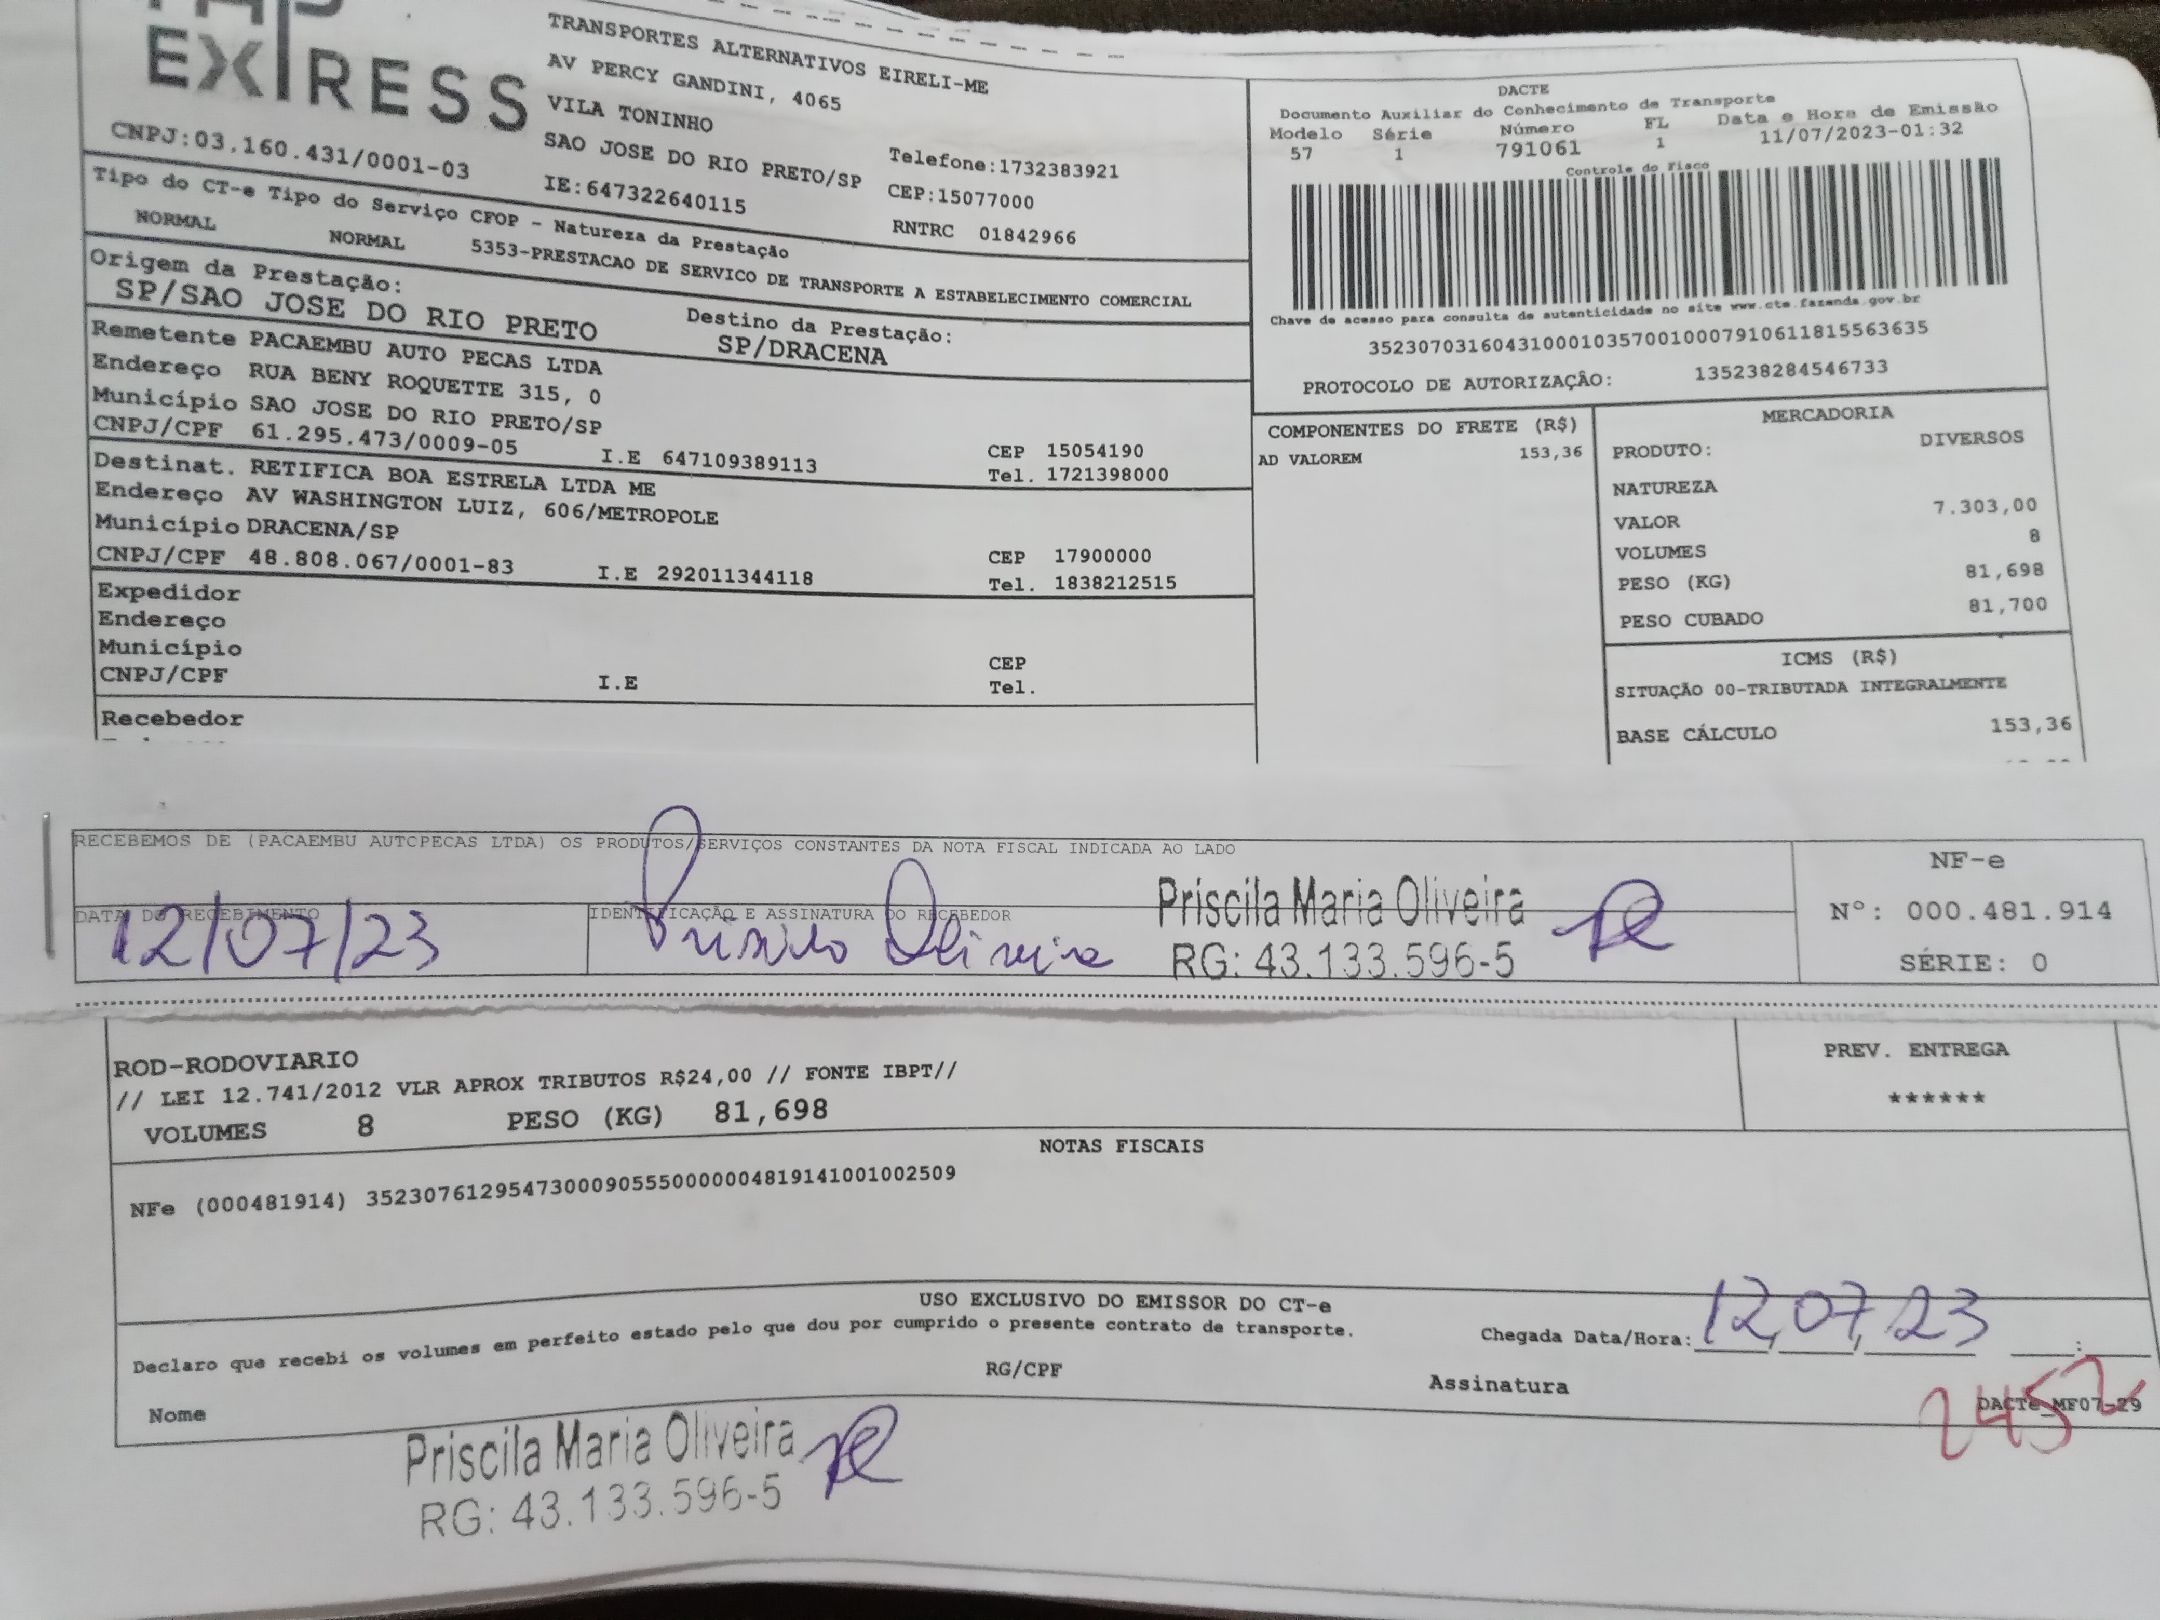 EXPRESS
CNPJ:03.160.431/0001-03
TRANSPORTES ALTERNATIVOS EIRELI-ME
AV PERCY GANDINI, 4065
VILA TONINHO
SAO JOSE DO RIO PRETO/SP
IE:647322640115
Telefone:1732383921
CEP:15077000
RNTRC 01842966
Tipo do CT-e Tipo do Serviço CFOP - Natureza da Prestação
NORMAL NORMAL 5353-PRESTACAO DE SERVICO DE TRANSPORTE A ESTABELECIMENTO COMERCIAL
Origem da Prestação:
SP/SAO JOSE DO RIO PRETO
Destino da Prestação:
SP/DRACENA
Remetente PACAEMBU AUTO PECAS LTDA
Endereço RUA BENY ROQUETTE 315, 0
Município SAO JOSE DO RIO PRETO/SP
CNPJ/CPF 61.295.473/0009-05 I.E 647109389113
CEP 15054190
Tel. 1721398000
Destinat. RETIFICA BOA ESTRELA LTDA ME
Endereço AV WASHINGTON LUIZ, 606/METROPOLE
Município DRACENA/SP
CNPJ/CPF 48.808.067/0001-83 I.E 292011344118
CEP 17900000
Tel. 1838212515
Expedidor
Endereço
Município
CNPJ/CPF I.E
CEP
Tel.
Recebedor
DACTE
Documento Auxiliar do Conhecimento de Transporte
Modelo Série Número FL Data e Hora de Emissão
57 1 791061 1 11/07/2023-01:32
Controle do Fisco
Chave de acesso para consulta de autenticidade no site www.cte.fazenda.gov.br
35230703160431000103570010007910611815563635
PROTOCOLO DE AUTORIZAÇÃO: 135238284546733
COMPONENTES DO FRETE (R$)
AD VALOREM 153,36
MERCADORIA
PRODUTO: DIVERSOS
NATUREZA
VALOR 7.303,00
VOLUMES 8
PESO (KG) 81,698
PESO CUBADO 81,700
ICMS (R$)
SITUAÇÃO 00-TRIBUTADA INTEGRALMENTE
BASE CÁLCULO 153,36
RECEBEMOS DE (PACAEMBU AUTOPECAS LTDA) OS PRODUTOS/SERVIÇOS CONSTANTES DA NOTA FISCAL INDICADA AO LADO
DATA DO RECEBIMENTO
12/07/23
IDENTIFICAÇÃO E ASSINATURA DO RECEBEDOR
Priscila Oliveira
Priscila Maria Oliveira
RG: 43.133.596-5
NF-e
Nº: 000.481.914
SÉRIE: 0
ROD-RODOVIARIO
// LEI 12.741/2012 VLR APROX TRIBUTOS R$24,00 // FONTE IBPT//
VOLUMES 8 PESO (KG) 81,698
PREV. ENTREGA
******
NOTAS FISCAIS
NFe (000481914) 35230761295473000905550000004819141001002509
USO EXCLUSIVO DO EMISSOR DO CT-e
Declaro que recebi os volumes em perfeito estado pelo que dou por cumprido o presente contrato de transporte.
Chegada Data/Hora: 12,07,23 :
Nome RG/CPF Assinatura
DACTe_MF07-29
Priscila Maria Oliveira
RG: 43.133.596-5